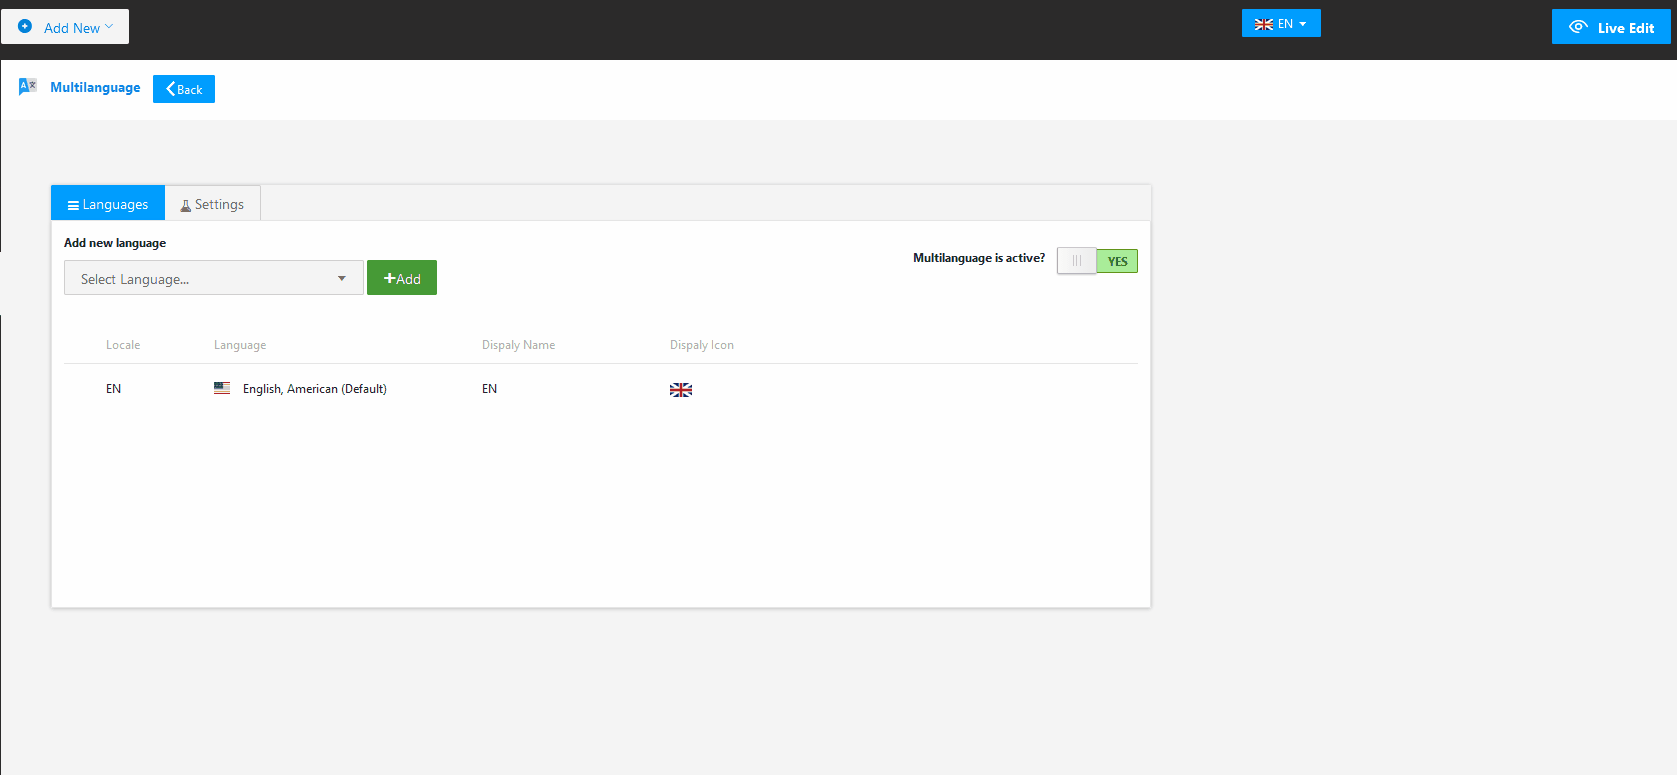 Add New
EN
Live Edit
Multilanguage
Back
Languages
Settings
Add new language
Select Language...
Add
Multilanguage is active?
YES
Locale Language Dispaly Name Dispaly Icon
EN English, American (Default) EN